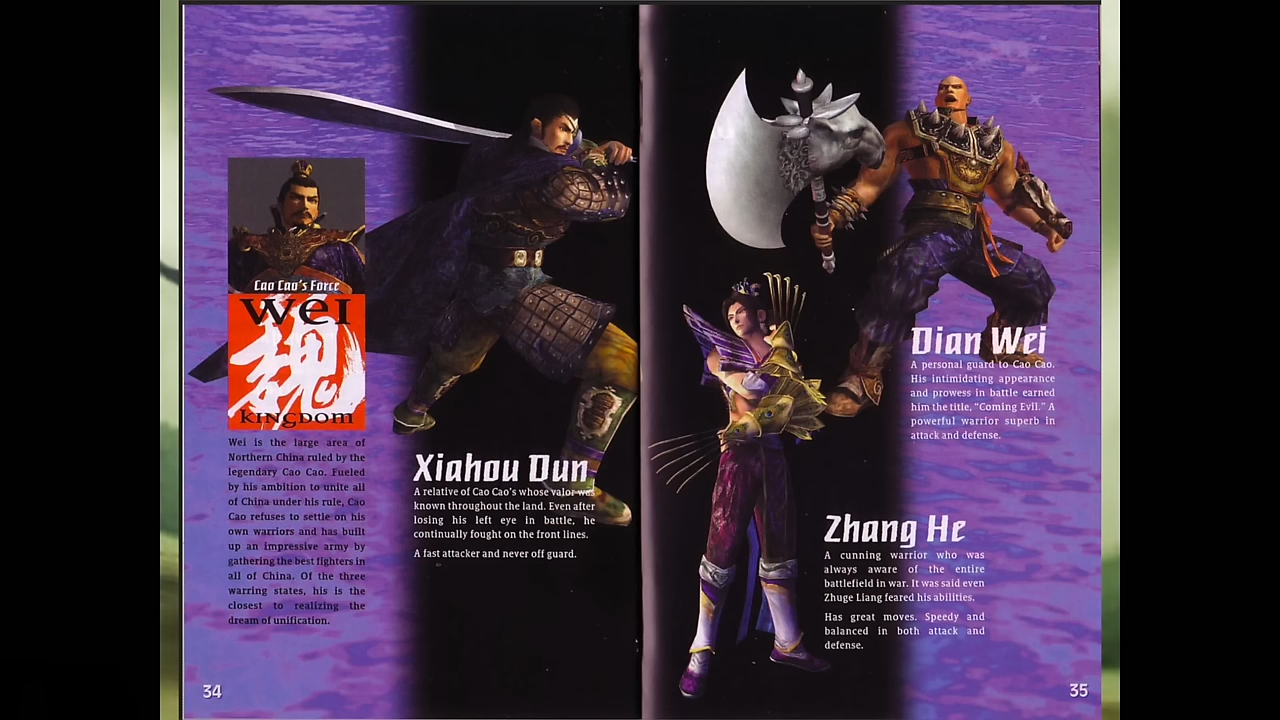 Cao Cao's Force
WEI
魏
KINGDOM
Wei is the large area of
Northern China ruled by the
legendary Cao Cao. Fueled
by his ambition to unite all
of China under his rule, Cao
Cao refuses to settle on his
own warriors and has built
up an impressive army by
gathering the best fighters in
all of China. Of the three
warring states, his is the
closest to realizing the
dream of unification.
34
Xiahou Dun
A relative of Cao Cao's whose valor was
known throughout the land. Even after
losing his left eye in battle, he
continually fought on the front lines.
A fast attacker and never off guard.
Dian Wei
A personal guard to Cao Cao.
His intimidating appearance
and prowess in battle earned
him the title, "Coming Evil." A
powerful warrior superb in
attack and defense.
Zhang He
A cunning warrior who was
always aware of the entire
battlefield in war. It was said even
Zhuge Liang feared his abilities.
Has great moves. Speedy and
balanced in both attack and
defense.
35